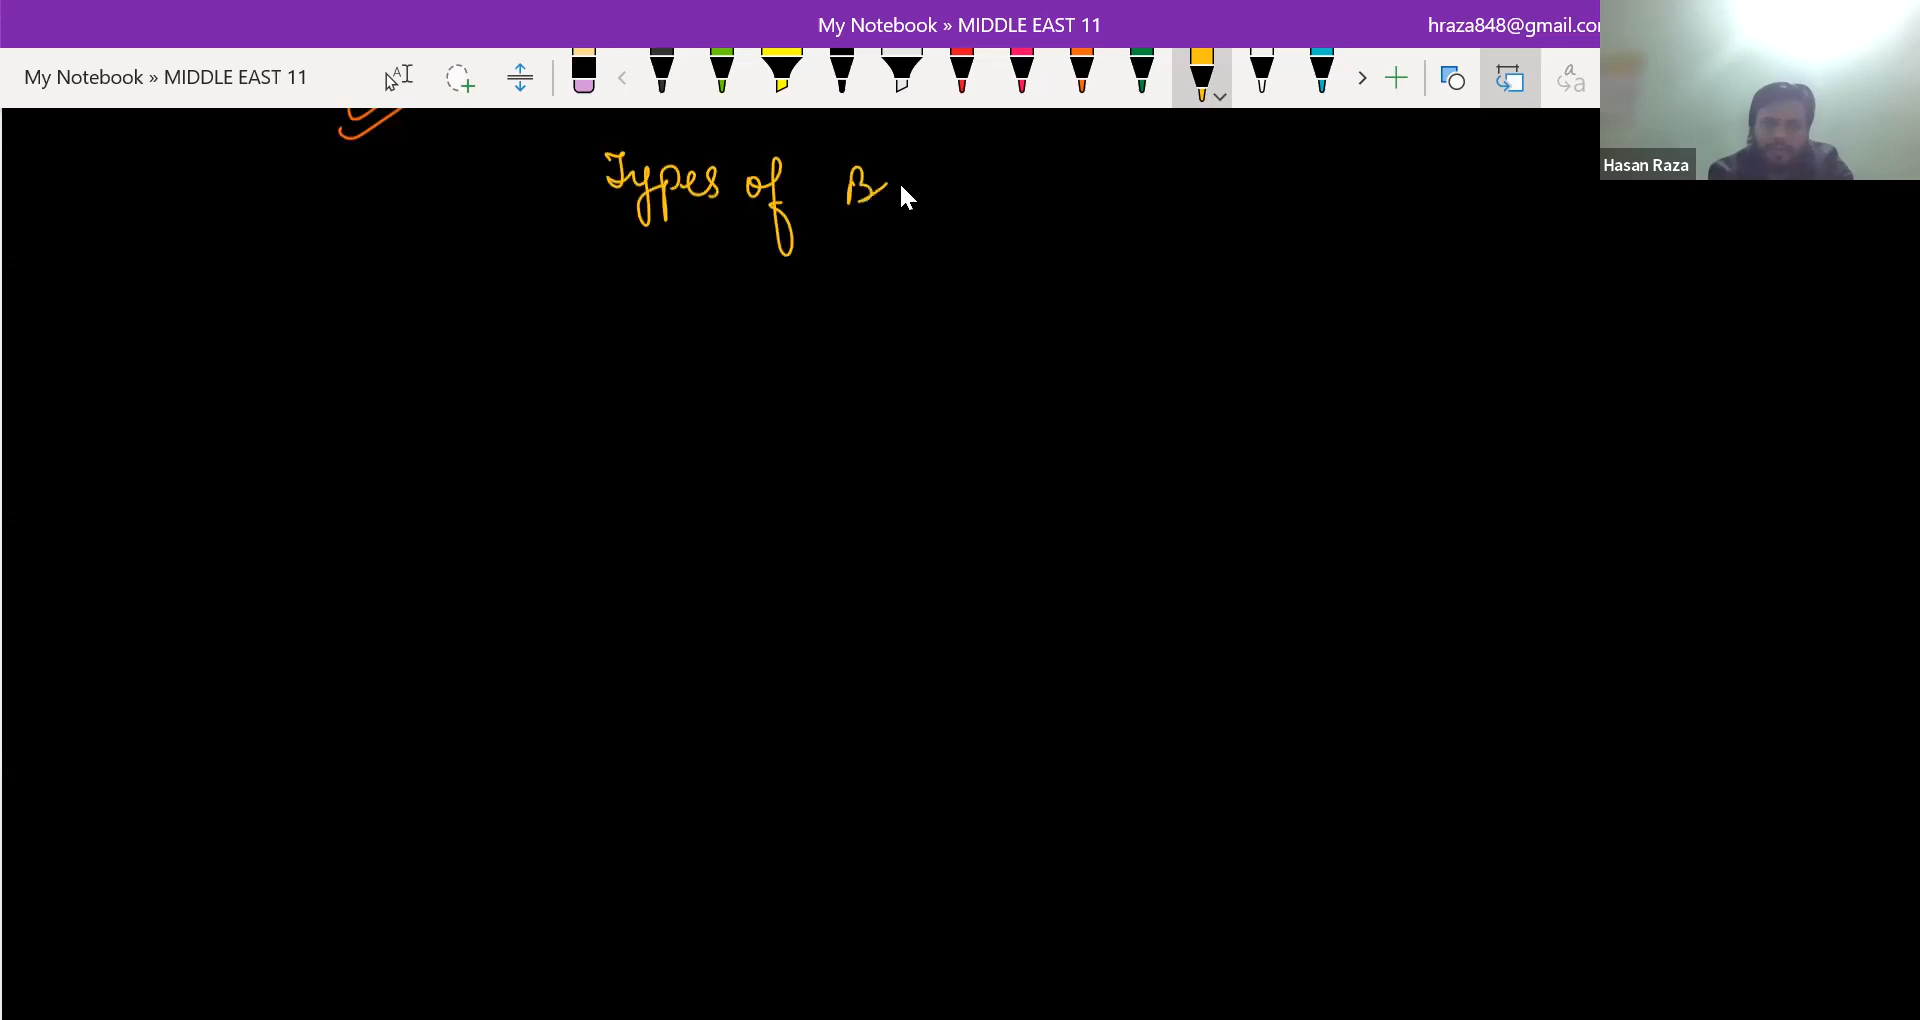 My Notebook » MIDDLE EAST 11 hraza848@gmail.co
My Notebook » MIDDLE EAST 11
Hasan Raza
Types of B